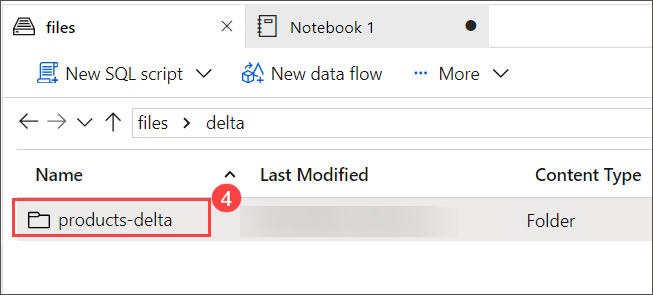 files
Notebook 1
New SQL script
New data flow
More
files > delta
Name
Last Modified
Content Type
4
products-delta
Folder